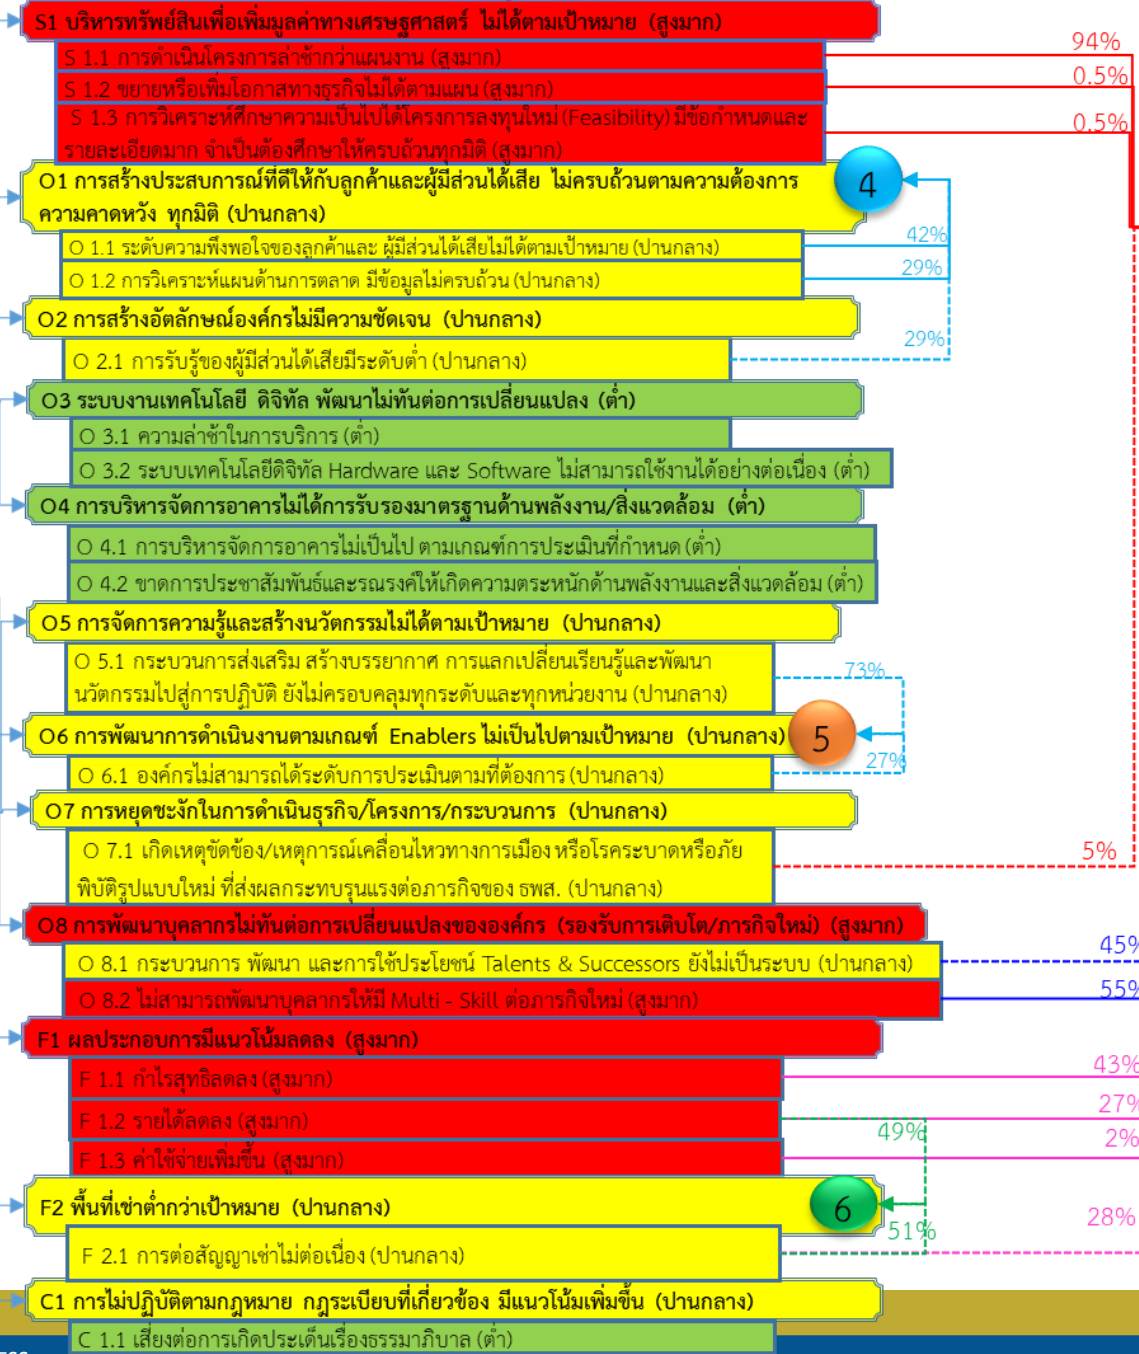 S1 บริหารทรัพย์สินเพื่อเพิ่มมูลค่าทางเศรษฐศาสตร์ ไม่ได้ตามเป้าหมาย (สูงมาก)
S 1.1 การดำเนินโครงการล่าช้ากว่าแผนงาน (สูงมาก)
94%
S 1.2 ขยายหรือเพิ่มโอกาสทางธุรกิจไม่ได้ตามแผน (สูงมาก)
0.5%
S 1.3 การวิเคราะห์ศึกษาความเป็นไปได้โครงการลงทุนใหม่ (Feasibility) มีข้อกำหนดและ
รายละเอียดมาก จำเป็นต้องศึกษาให้ครบถ้วนทุกมิติ (สูงมาก)
0.5%
O1 การสร้างประสบการณ์ที่ดีให้กับลูกค้าและผู้มีส่วนได้เสีย ไม่ครบถ้วนตามความต้องการ
ความคาดหวัง ทุกมิติ (ปานกลาง)
4
O 1.1 ระดับความพึงพอใจของลูกค้าและ ผู้มีส่วนได้เสียไม่ได้ตามเป้าหมาย (ปานกลาง)
42%
O 1.2 การวิเคราะห์แผนด้านการตลาด มีข้อมูลไม่ครบถ้วน (ปานกลาง)
29%
O2 การสร้างอัตลักษณ์องค์กรไม่มีความชัดเจน (ปานกลาง)
O 2.1 การรับรู้ของผู้มีส่วนได้เสียมีระดับต่ำ (ปานกลาง)
29%
O3 ระบบงานเทคโนโลยี ดิจิทัล พัฒนาไม่ทันต่อการเปลี่ยนแปลง (ต่ำ)
O 3.1 ความล่าช้าในการบริการ (ต่ำ)
O 3.2 ระบบเทคโนโลยีดิจิทัล Hardware และ Software ไม่สามารถใช้งานได้อย่างต่อเนื่อง (ต่ำ)
O4 การบริหารจัดการอาคารไม่ได้การรับรองมาตรฐานด้านพลังงาน/สิ่งแวดล้อม (ต่ำ)
O 4.1 การบริหารจัดการอาคารไม่เป็นไป ตามเกณฑ์การประเมินที่กำหนด (ต่ำ)
O 4.2 ขาดการประชาสัมพันธ์และรณรงค์ให้เกิดความตระหนักด้านพลังงานและสิ่งแวดล้อม (ต่ำ)
O5 การจัดการความรู้และสร้างนวัตกรรมไม่ได้ตามเป้าหมาย (ปานกลาง)
O 5.1 กระบวนการส่งเสริม สร้างบรรยากาศ การแลกเปลี่ยนเรียนรู้และพัฒนา
นวัตกรรมไปสู่การปฏิบัติ ยังไม่ครอบคลุมทุกระดับและทุกหน่วยงาน (ปานกลาง)
73%
O6 การพัฒนาการดำเนินงานตามเกณฑ์ Enablers ไม่เป็นไปตามเป้าหมาย (ปานกลาง)
5
O 6.1 องค์กรไม่สามารถได้ระดับการประเมินตามที่ต้องการ (ปานกลาง)
27%
O7 การหยุดชะงักในการดำเนินธุรกิจ/โครงการ/กระบวนการ (ปานกลาง)
O 7.1 เกิดเหตุขัดข้อง/เหตุการณ์เคลื่อนไหวทางการเมือง หรือโรคระบาดหรือภัย
พิบัติรูปแบบใหม่ ที่ส่งผลกระทบรุนแรงต่อภารกิจของ ธพส. (ปานกลาง)
5%
O8 การพัฒนาบุคลากรไม่ทันต่อการเปลี่ยนแปลงขององค์กร (รองรับการเติบโต/ภารกิจใหม่) (สูงมาก)
O 8.1 กระบวนการ พัฒนา และการใช้ประโยชน์ Talents & Successors ยังไม่เป็นระบบ (ปานกลาง)
45%
O 8.2 ไม่สามารถพัฒนาบุคลากรให้มี Multi - Skill ต่อภารกิจใหม่ (สูงมาก)
55%
F1 ผลประกอบการมีแนวโน้มลดลง (สูงมาก)
F 1.1 กำไรสุทธิลดลง (สูงมาก)
43%
F 1.2 รายได้ลดลง (สูงมาก)
27%
49%
F 1.3 ค่าใช้จ่ายเพิ่มขึ้น (สูงมาก)
2%
F2 พื้นที่เช่าต่ำกว่าเป้าหมาย (ปานกลาง)
6
51%
28%
F 2.1 การต่อสัญญาเช่าไม่ต่อเนื่อง (ปานกลาง)
C1 การไม่ปฏิบัติตามกฎหมาย กฎระเบียบที่เกี่ยวข้อง มีแนวโน้มเพิ่มขึ้น (ปานกลาง)
C 1.1 เสี่ยงต่อการเกิดประเด็นเรื่องธรรมาภิบาล (ต่ำ)